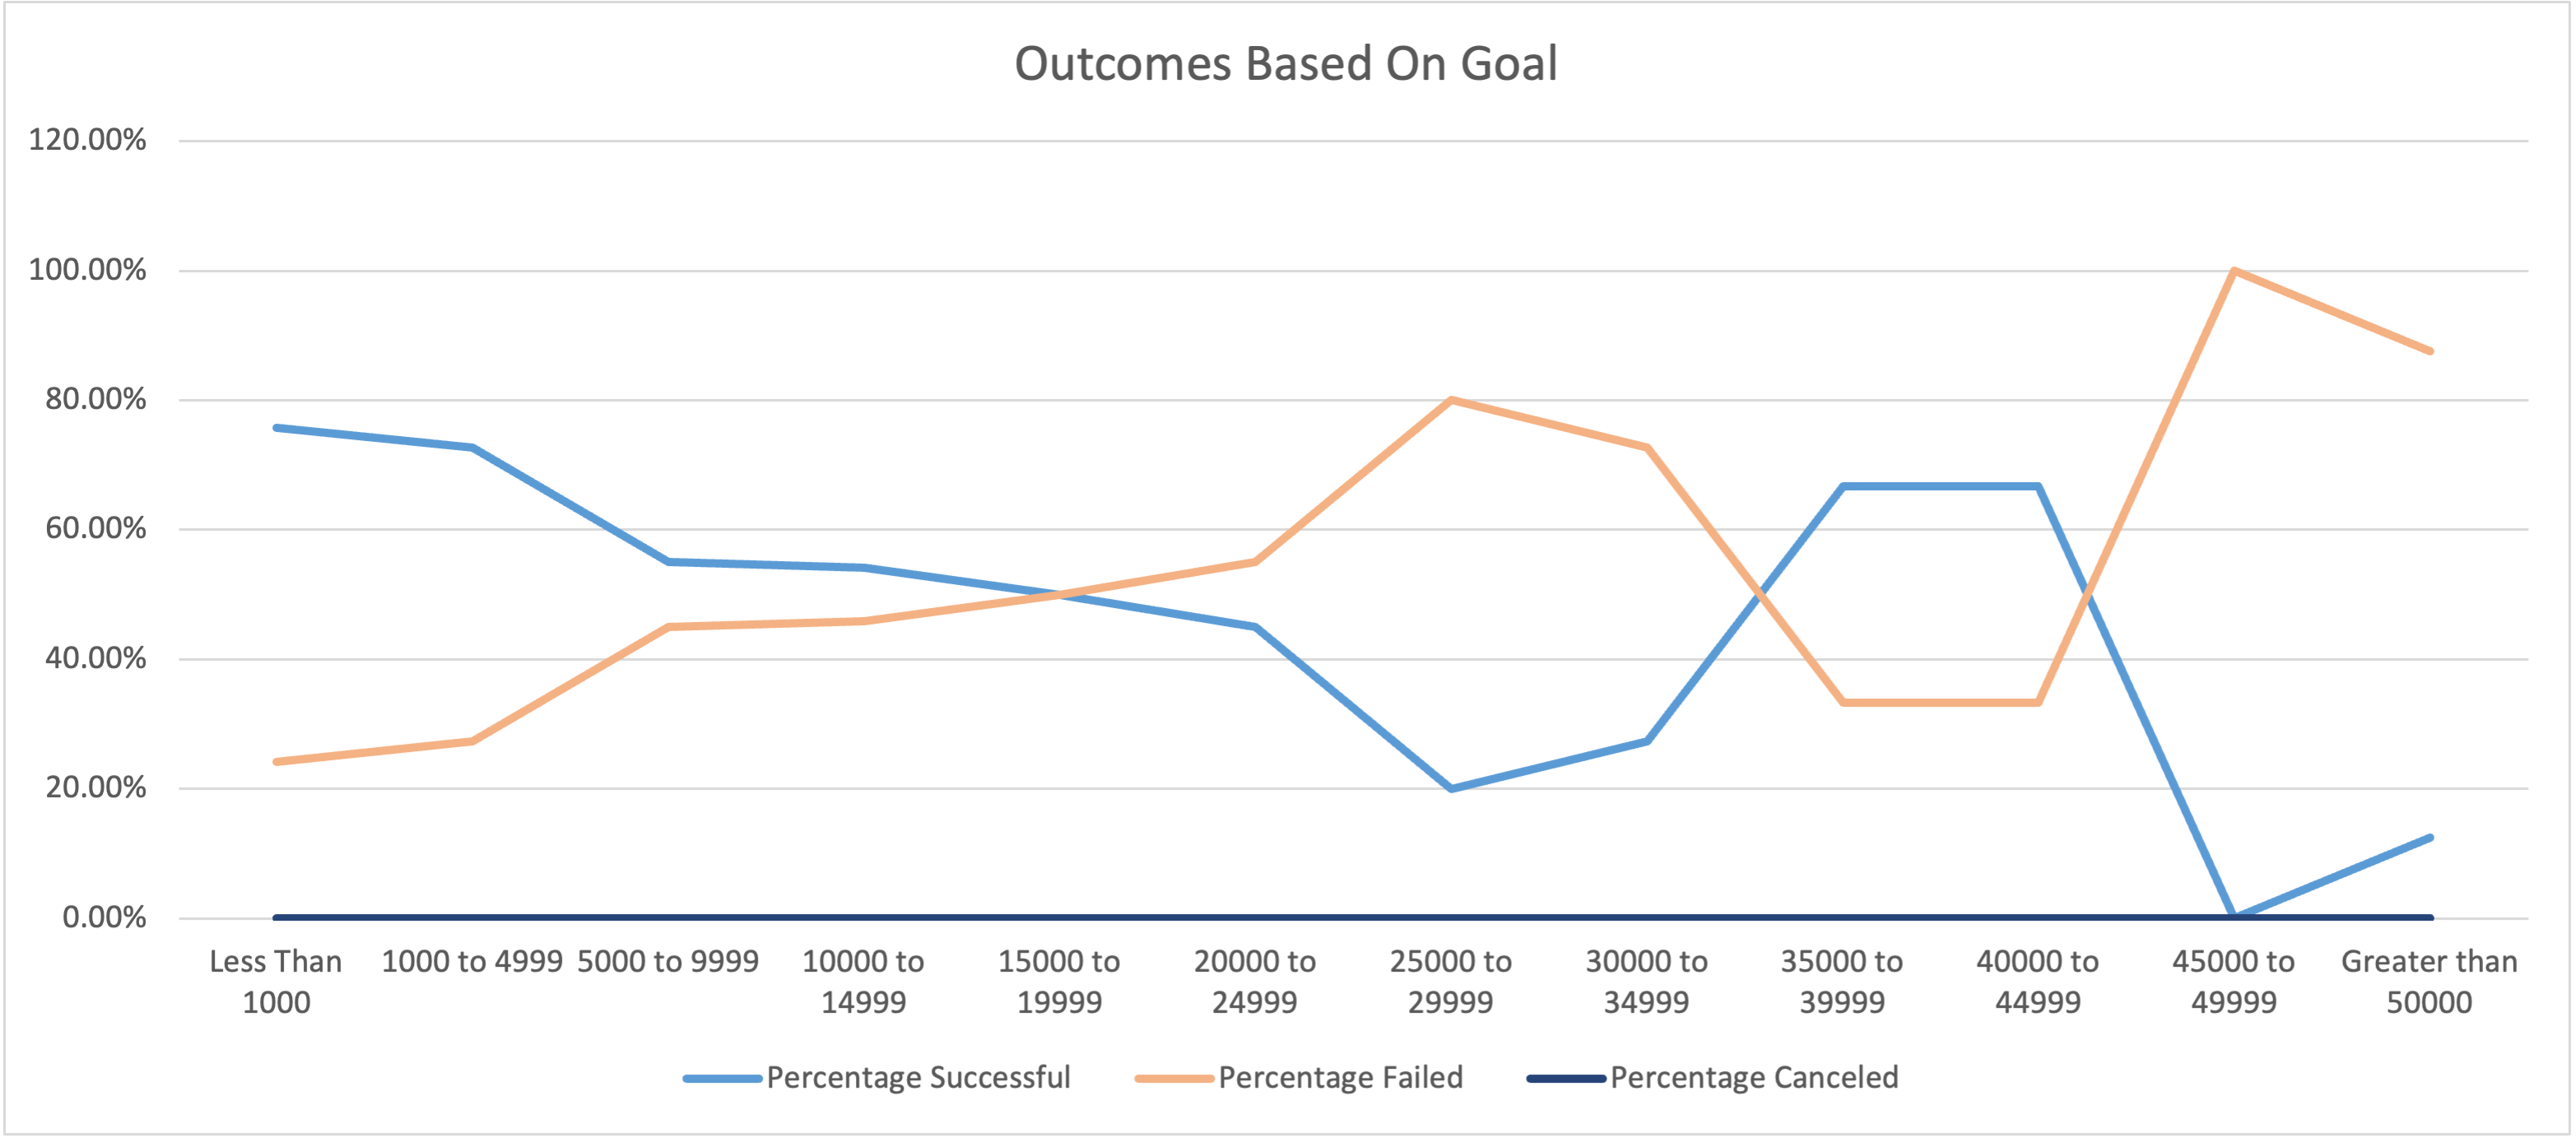 Outcomes Based On Goal
120.00%
100.00%
80.00%
60.00%
40.00%
20.00%
0.00%
Less Than
1000
1000 to 4999
5000 to 9999
10000 to
14999
15000 to
19999
20000 to
24999
25000 to
29999
30000 to
34999
35000 to
39999
40000 to
44999
45000 to
49999
Greater than
50000
Percentage Successful
Percentage Failed
Percentage Canceled